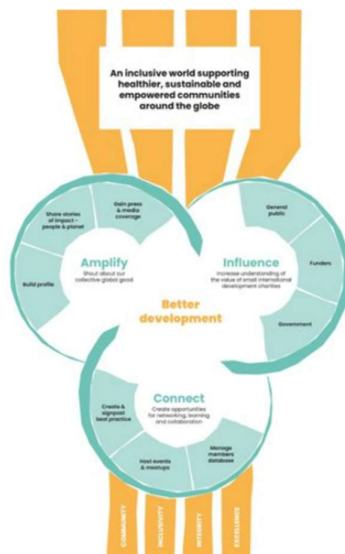 An inclusive world supporting
healthier, sustainable and
empowered communities
around the globe
Gain press
& media
coverage
Share stories
of impact -
people & planet
Build profile
Amplify
Shout about our
collective global good
General
public
Funders
Government
Influence
Increase understanding of
the value of small international
development charities
Better
development
Connect
Create opportunities
for networking, learning
and collaboration
Create &
signpost
best practice
Host events
& meetups
Manage
members
database
COMMUNITY
INCLUSIVITY
INTEGRITY
EXCELLENCE